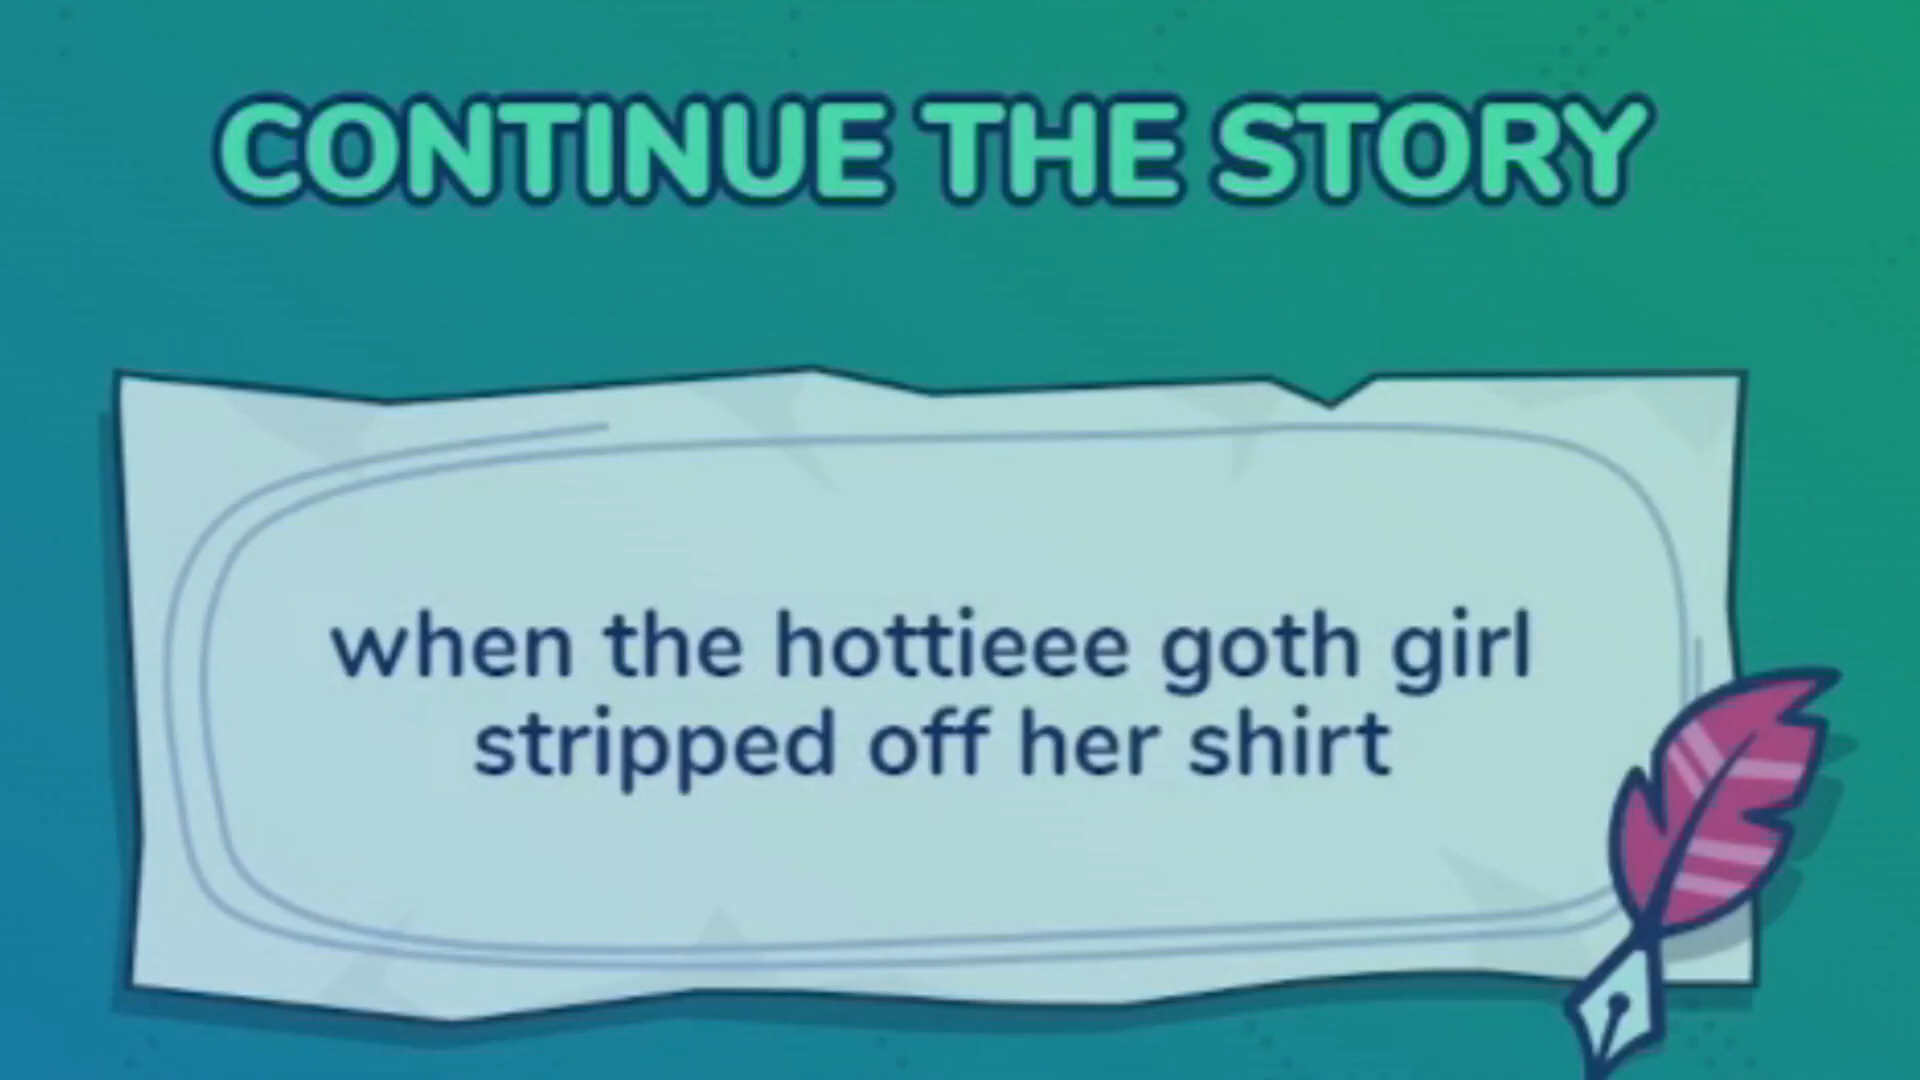 CONTINUE THE STORY
when the hottieee goth girl
stripped off her shirt